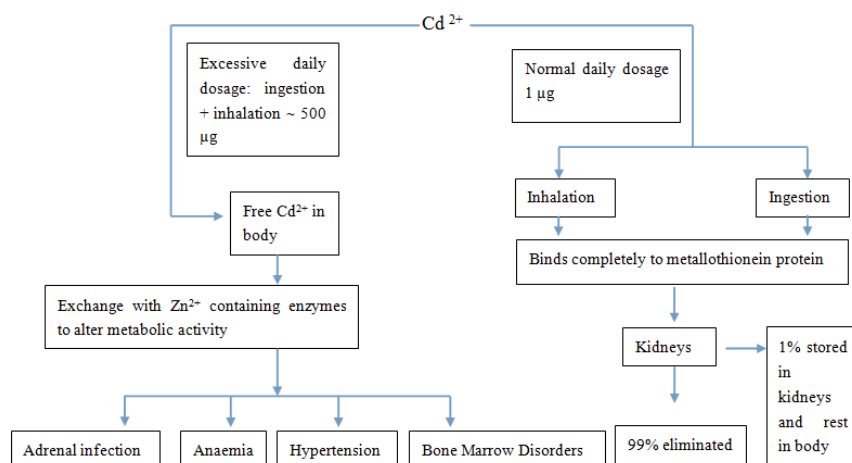 Cd 2+
Excessive daily
dosage: ingestion
+ inhalation ~ 500
µg
Normal daily dosage
1 µg
Inhalation
Ingestion
Free Cd²⁺ in
body
Binds completely to metallothionein protein
Exchange with Zn²⁺ containing enzymes
to alter metabolic activity
Kidneys
1% stored
in
kidneys
and rest
in body
Adrenal infection
Anaemia
Hypertension
Bone Marrow Disorders
99% eliminated